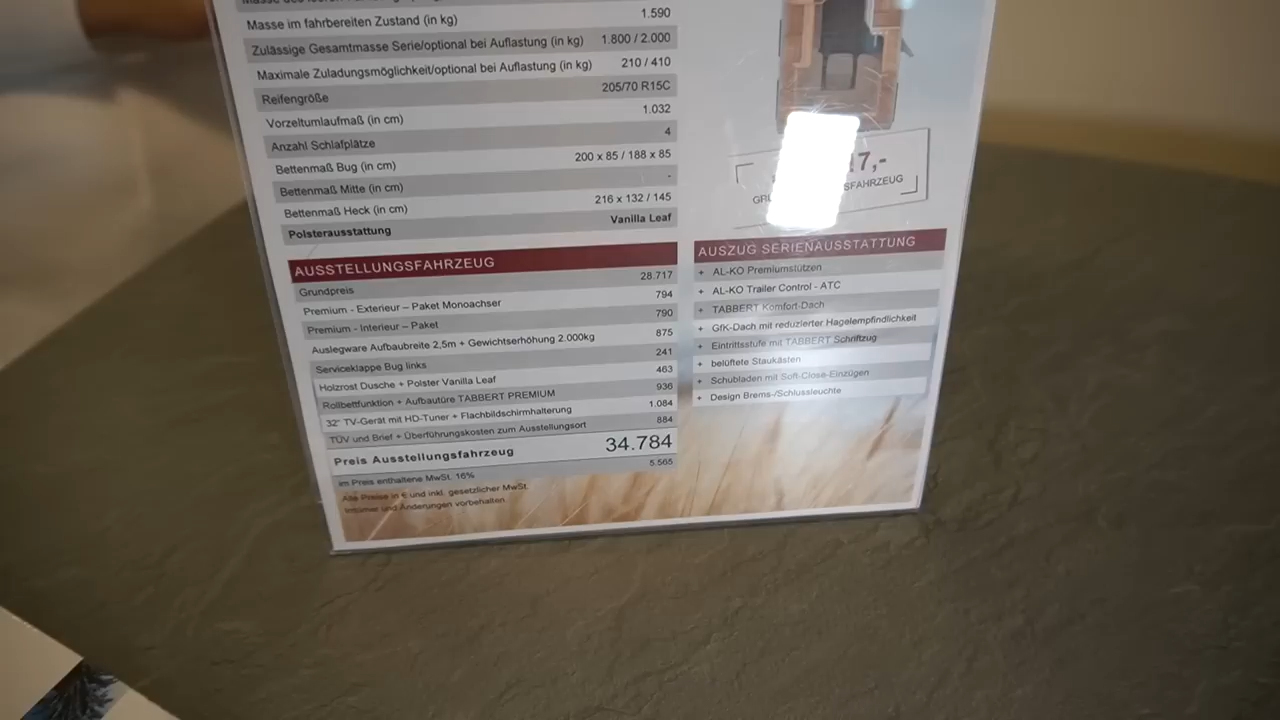 Masse im fahrbereiten Zustand (in kg) 1.590
Zulässige Gesamtmasse Serie/optional bei Auflastung (in kg) 1.800 / 2.000
Maximale Zuladungsmöglichkeit/optional bei Auflastung (in kg) 210 / 410
Reifengröße 205/70 R15C
Vorzeltumlaufmaß (in cm) 1.032
Anzahl Schlafplätze 4
Bettenmaß Bug (in cm) 200 x 85 / 188 x 85
Bettenmaß Mitte (in cm) -
Bettenmaß Heck (in cm) 216 x 132 / 145
Polsterausstattung Vanilla Leaf
AUSSTELLUNGSFAHRZEUG
Grundpreis 28.717
Premium - Exterieur – Paket Monoachser 794
Premium - Interieur – Paket 790
Auslegware Aufbaubreite 2,5m + Gewichtserhöhung 2.000kg 875
Serviceklappe Bug links 241
Holzrost Dusche + Polster Vanilla Leaf 463
Rollbettfunktion + Aufbautüre TABBERT PREMIUM 936
32" TV-Gerät mit HD-Tuner + Flachbildschirmhalterung 1.084
TÜV und Brief + Überführungskosten zum Ausstellungsort 884
Preis Ausstellungsfahrzeug 34.784
im Preis enthaltene MwSt. 16% 5.565
Alle Preise in € und inkl. gesetzlicher MwSt.
Irrtümer und Änderungen vorbehalten
7,-
SFAHRZEUG
AUSZUG SERIENAUSSTATTUNG
+ AL-KO Premiumstützen
+ AL-KO Trailer Control - ATC
+ TABBERT Komfort-Dach
+ GfK-Dach mit reduzierter Hagelempfindlichkeit
+ Eintrittsstufe mit TABBERT Schriftzug
+ belüftete Staukästen
+ Schubladen mit Soft-Close-Einzügen
+ Design Brems-/Schlussleuchte